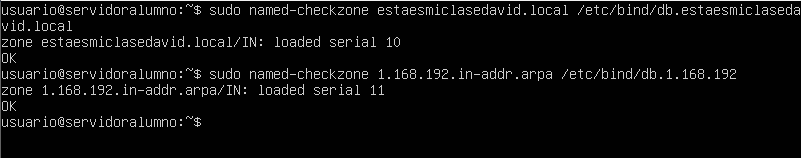 usuario@servidoralumno:~$ sudo named-checkzone estaesmiclasedavid.local /etc/bind/db.estaesmiclaseda
vid.local
zone estaesmiclasedavid.local/IN: loaded serial 10
OK
usuario@servidoralumno:~$ sudo named-checkzone 1.168.192.in-addr.arpa /etc/bind/db.1.168.192
zone 1.168.192.in-addr.arpa/IN: loaded serial 11
OK
usuario@servidoralumno:~$